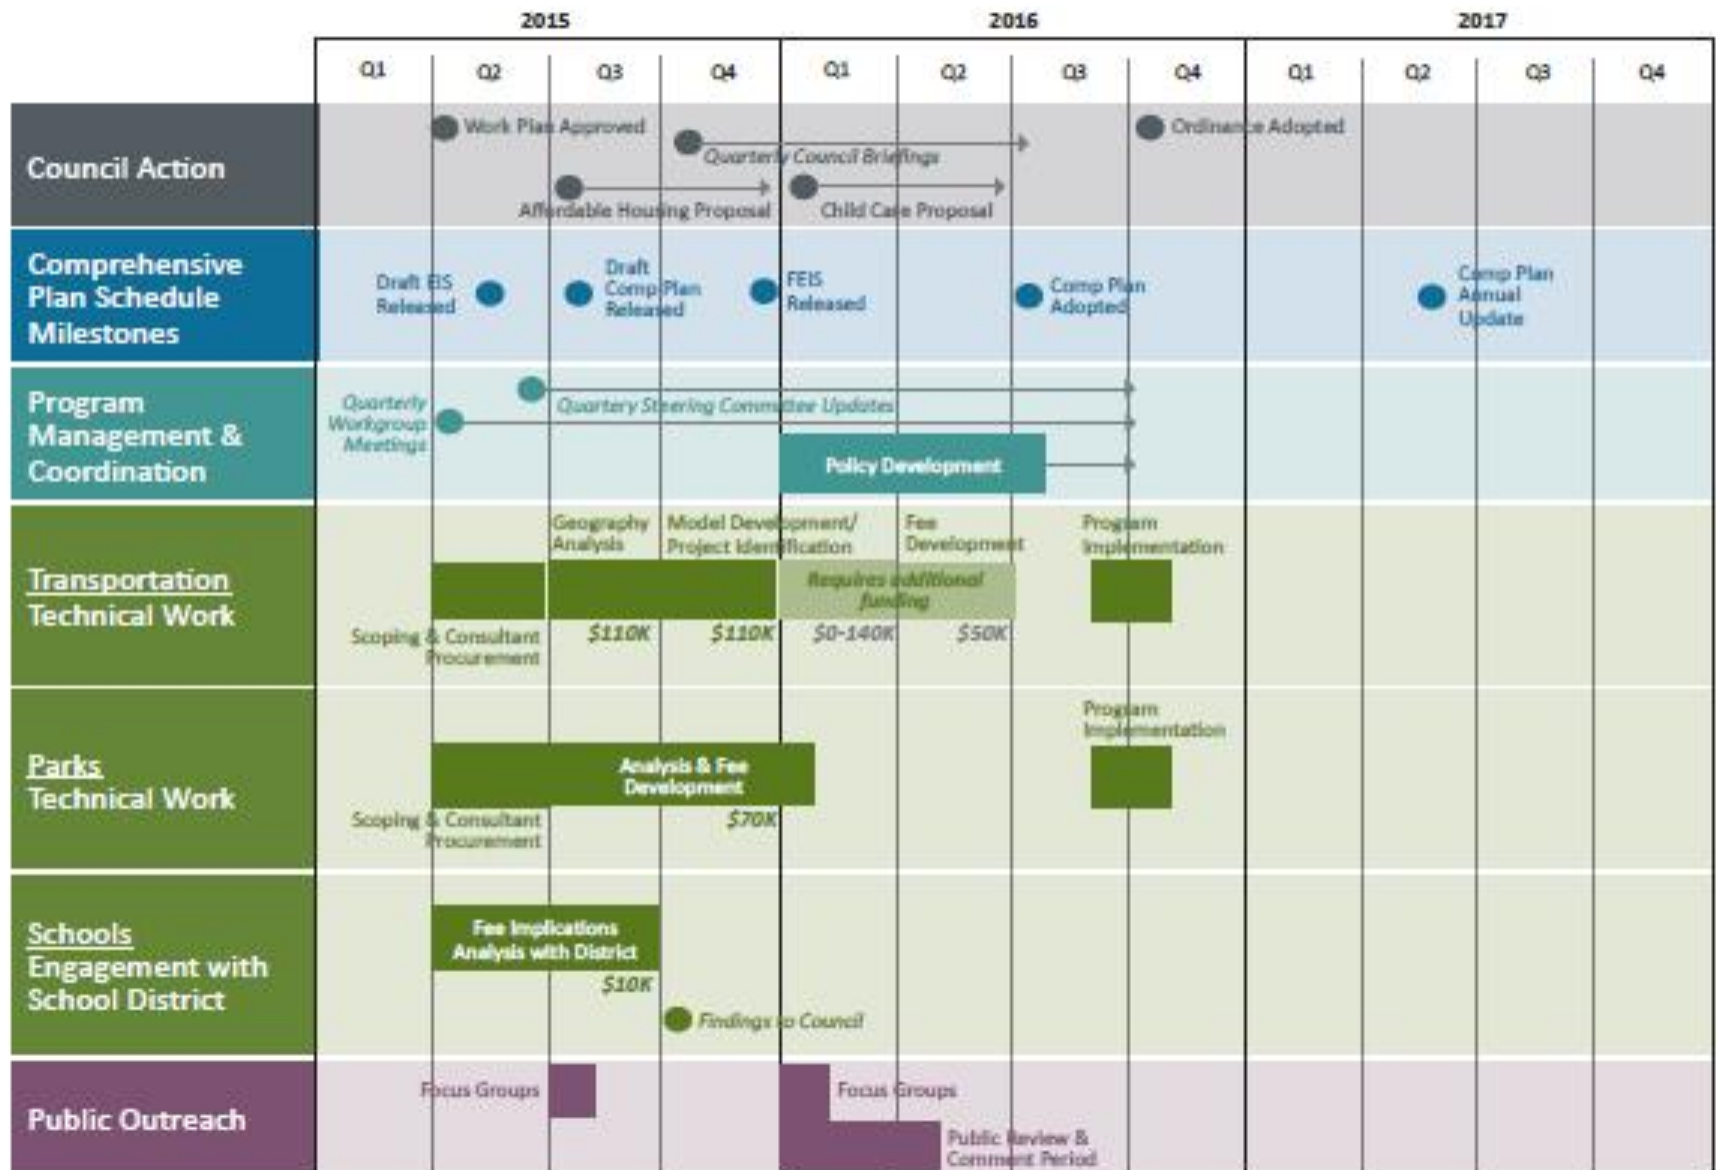 2015 2016 2017
Q1 Q2 Q3 Q4 Q1 Q2 Q3 Q4 Q1 Q2 Q3 Q4
Council Action
Work Plan Approved
Ordinance Adopted
Quarterly Council Briefings
Affordable Housing Proposal
Child Care Proposal
Comprehensive
Plan Schedule
Milestones
Draft EIS
Released
Draft
Comp Plan
Released
FEIS
Released
Comp Plan
Adopted
Comp Plan
Annual
Update
Program
Management &
Coordination
Quarterly
Workgroup
Meetings
Quartery Steering Committee Updates
Policy Development
Transportation
Technical Work
Geography
Analysis
Model Development/
Project Identification
Fee
Development
Program
Implementation
Requires additional
funding
Scoping & Consultant
Procurement
$110K
$110K
$0-140K
$50K
Parks
Technical Work
Program
Implementation
Analysis & Fee
Development
Scoping & Consultant
Procurement
$70K
Schools
Engagement with
School District
Fee Implications
Analysis with District
$10K
Findings to Council
Public Outreach
Focus Groups
Focus Groups
Public Review &
Comment Period